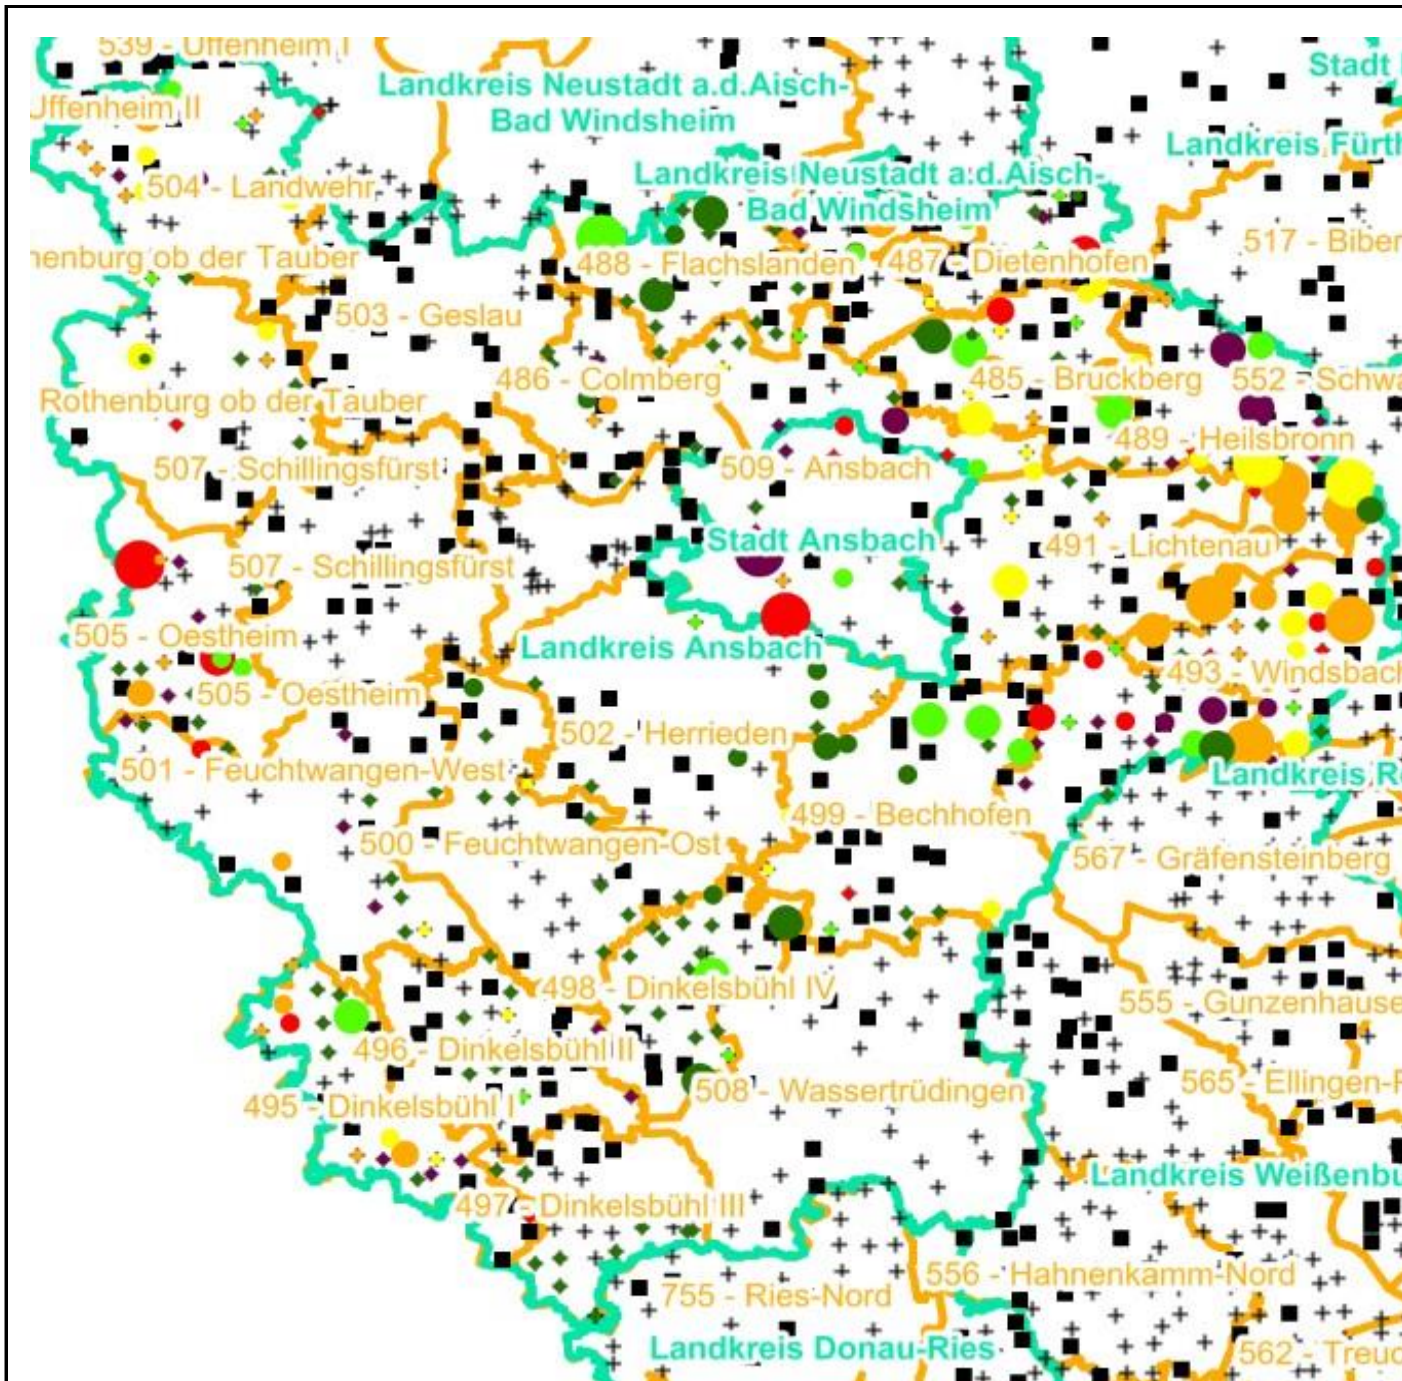 539 - Uffenheim I
Stadt
Landkreis Neustadt a.d.Aisch-
Bad Windsheim
Uffenheim II
Landkreis Fürth
Landkreis Neustadt a.d.Aisch-
Bad Windsheim
504 - Landwehr
517 - Biber
henburg ob der Tauber
488 - Flachslanden
487 - Dietenhofen
503 - Geslau
486 - Colmberg
485 - Bruckberg
552 - Schwa
Rothenburg ob der Tauber
489 - Heilsbronn
507 - Schillingsfürst
509 - Ansbach
Stadt Ansbach
491 - Lichtenau
507 - Schillingsfürst
505 - Oestheim
Landkreis Ansbach
493 - Windsbach
505 - Oestheim
502 - Herrieden
501 - Feuchtwangen-West
Landkreis R
499 - Bechhofen
500 - Feuchtwangen-Ost
567 - Gräfensteinberg
498 - Dinkelsbühl IV
555 - Gunzenhause
496 - Dinkelsbühl II
508 - Wassertrüdingen
565 - Ellingen-
495 - Dinkelsbühl I
Landkreis Weißenbu
497 - Dinkelsbühl III
556 - Hahnenkamm-Nord
755 - Ries-Nord
Landkreis Donau-Ries
562 - Treuc